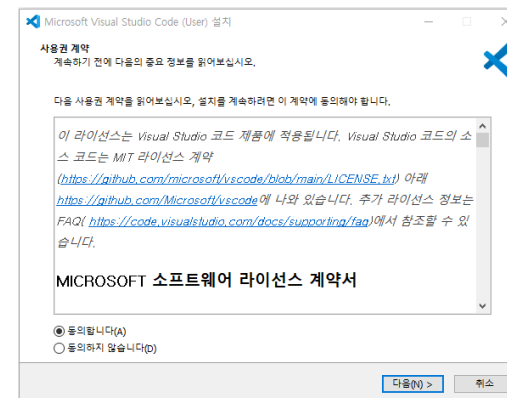 Microsoft Visual Studio Code (User) 설치
사용권 계약
계속하기 전에 다음의 중요 정보를 읽어보십시오.
다음 사용권 계약을 읽어보십시오, 설치를 계속하려면 이 계약에 동의해야 합니다.
이 라이선스는 Visual Studio 코드 제품에 적용됩니다. Visual Studio 코드의 소
스 코드는 MIT 라이선스 계약
(https://github.com/microsoft/vscode/blob/main/LICENSE.txt) 아래
https://github.com/Microsoft/vscode에 나와 있습니다. 추가 라이선스 정보는
FAQ( https://code.visualstudio.com/docs/supporting/faq)에서 참조할 수 있
습니다.
MICROSOFT 소프트웨어 라이선스 계약서
동의합니다(A)
동의하지 않습니다(D)
다음(N) >
취소